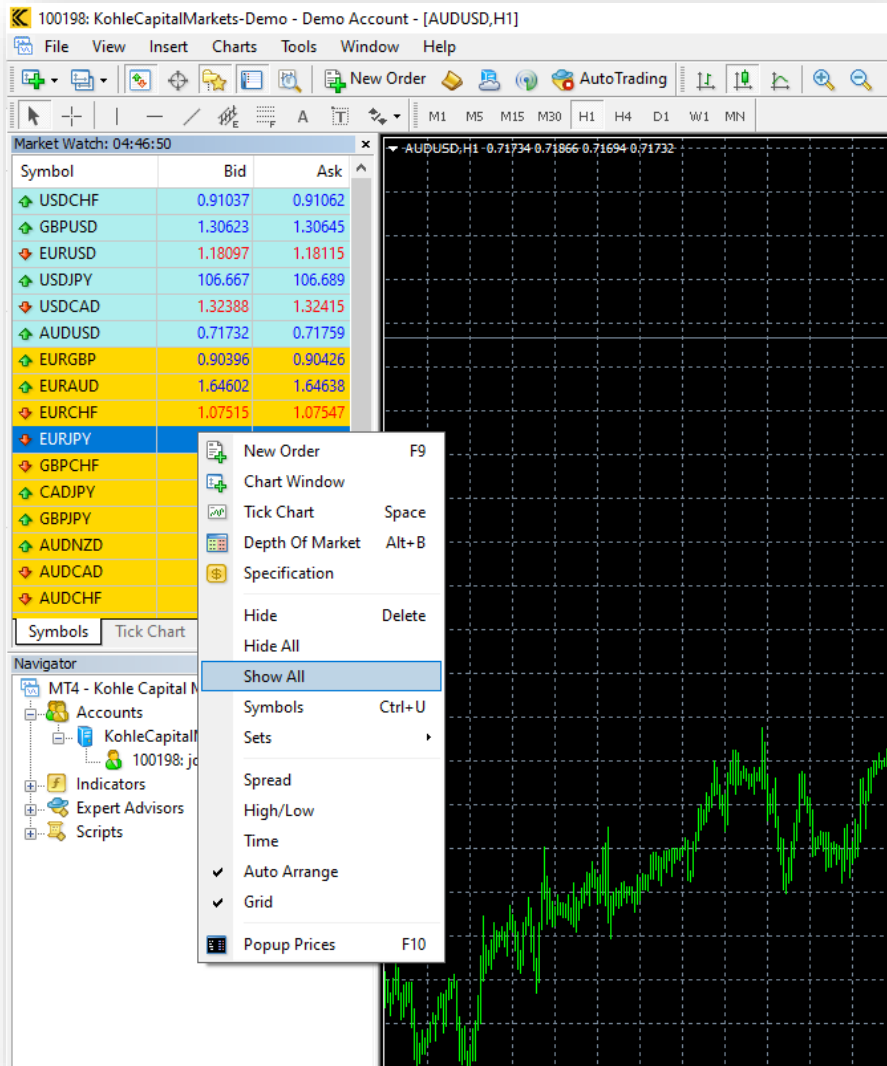 100198: KohleCapitalMarkets-Demo - Demo Account - [AUDUSD,H1]
File View Insert Charts Tools Window Help
New Order AutoTrading
E F A T M1 M5 M15 M30 H1 H4 D1 W1 MN
Market Watch: 04:46:50
AUDUSD,H1 0.71734 0.71866 0.71694 0.71732
Symbol Bid Ask
USDCHF 0.91037 0.91062
GBPUSD 1.30623 1.30645
EURUSD 1.18097 1.18115
USDJPY 106.667 106.689
USDCAD 1.32388 1.32415
AUDUSD 0.71732 0.71759
EURGBP 0.90396 0.90426
EURAUD 1.64602 1.64638
EURCHF 1.07515 1.07547
EURJPY
GBPCHF
CADJPY
GBPJPY
AUDNZD
AUDCAD
AUDCHF
Symbols Tick Chart
New Order F9
Chart Window
Tick Chart Space
Depth Of Market Alt+B
Specification
Hide Delete
Hide All
Show All
Symbols Ctrl+U
Sets
Spread
High/Low
Time
Auto Arrange
Grid
Popup Prices F10
Navigator
MT4 - Kohle Capital
Accounts
KohleCapital
100198: jo
Indicators
Expert Advisors
Scripts